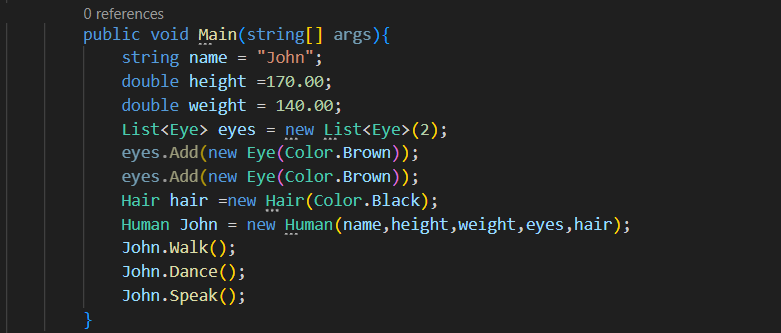 0 references
public void Main(string[] args){
string name = "John";
double height =170.00;
double weight = 140.00;
List<Eye> eyes = new List<Eye>(2);
eyes.Add(new Eye(Color.Brown));
eyes.Add(new Eye(Color.Brown));
Hair hair =new Hair(Color.Black);
Human John = new Human(name,height,weight,eyes,hair);
John.Walk();
John.Dance();
John.Speak();
}